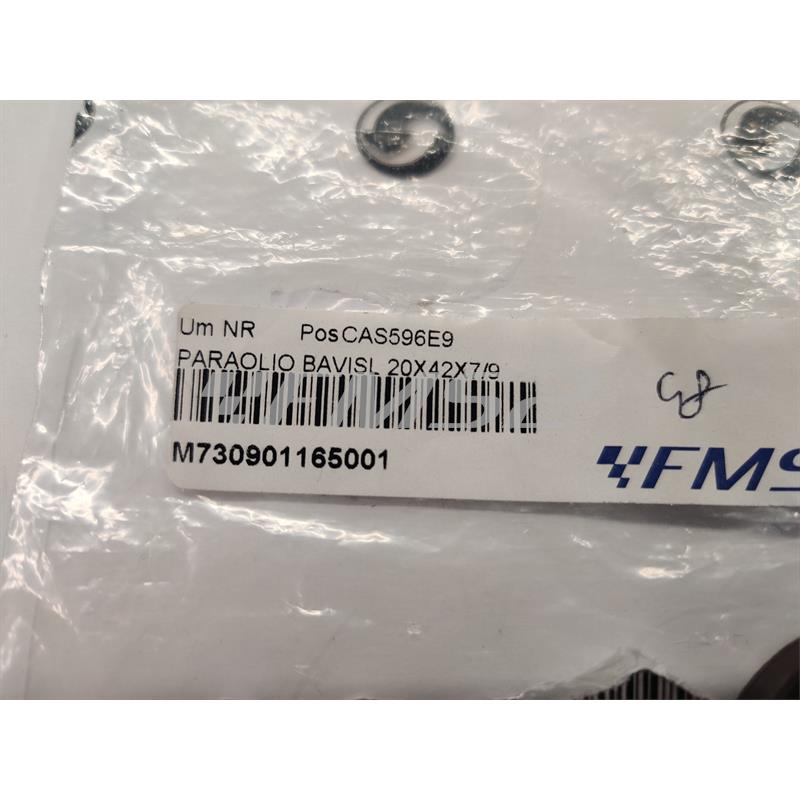 Um NR PosCAS596E9
PARAOLIO BAVISL 20X42X7/9
M730901165001
FMS